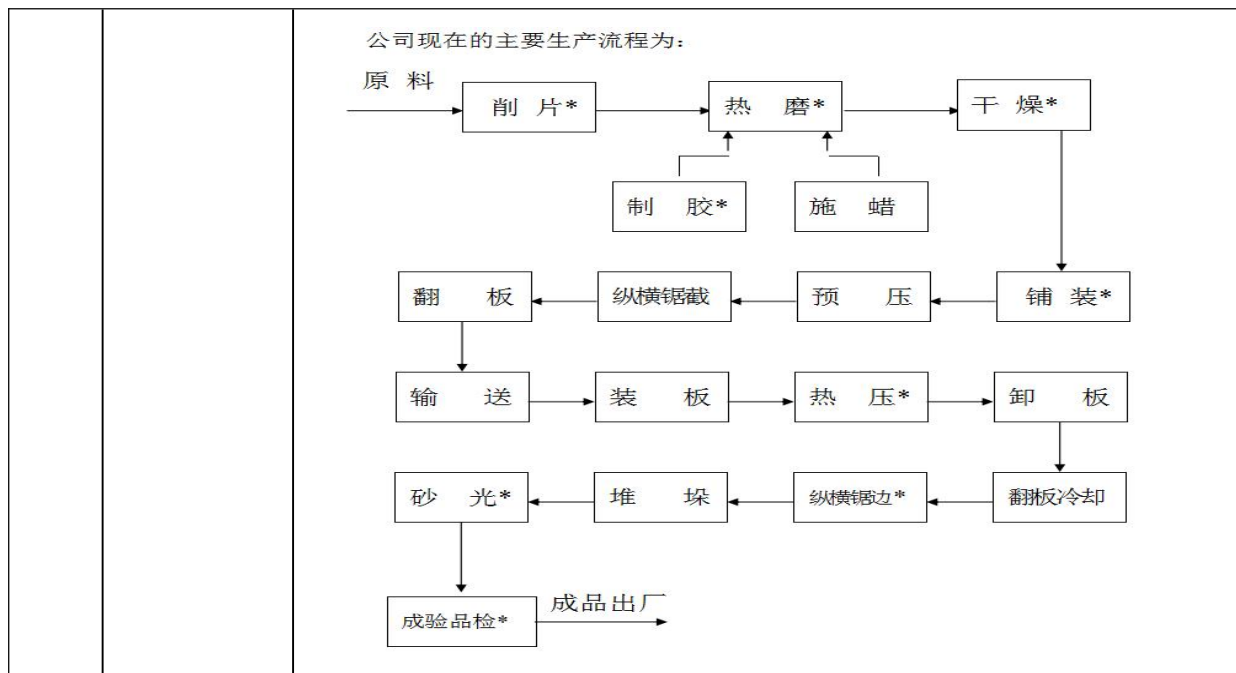 公司现在的主要生产流程为：
原 料
削 片*
热 磨*
干 燥*
制 胶*
施 蜡
翻 板
纵横锯截
预 压
铺 装*
输 送
装 板
热 压*
卸 板
砂 光*
堆 垛
纵横锯边*
翻板冷却
成验品检*
成品出厂